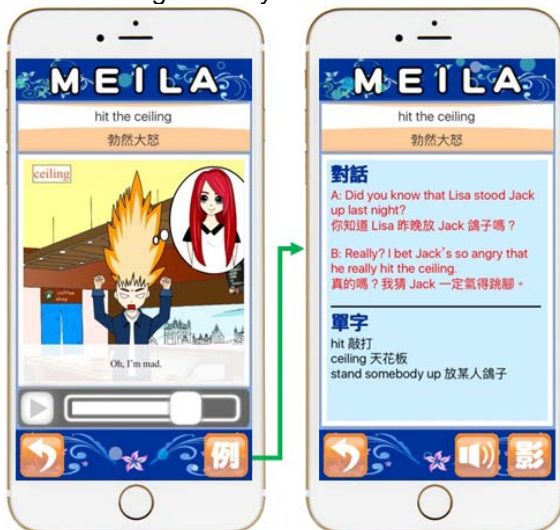 MEILA
hit the ceiling
勃然大怒
ceiling
coffee
shop
Oh, I'm mad.
例
MEILA
hit the ceiling
勃然大怒
對話
A: Did you know that Lisa stood Jack
up last night?
你知道 Lisa 昨晚放 Jack 鴿子嗎？
B: Really? I bet Jack's so angry that
he really hit the ceiling.
真的嗎？我猜 Jack 一定氣得跳腳。
單字
hit 敲打
ceiling 天花板
stand somebody up 放某人鴿子
影